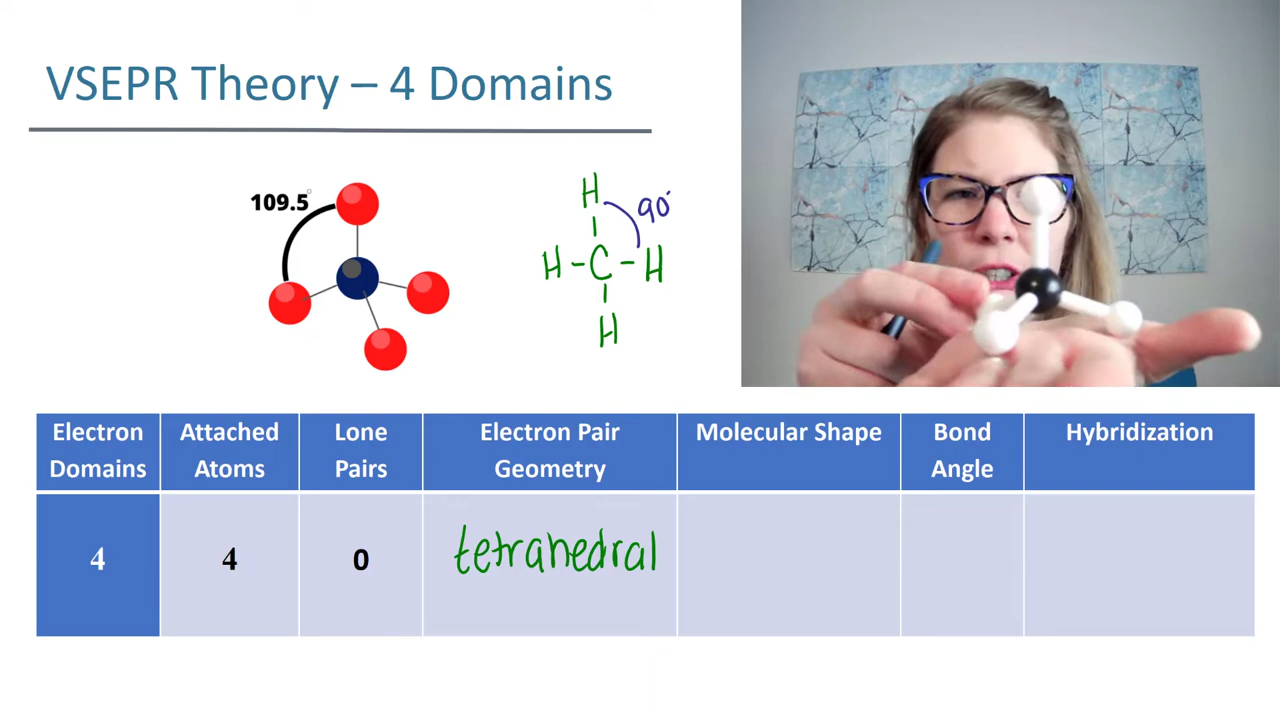 VSEPR Theory – 4 Domains
109.5°
H
90°
H - C - H
H
Electron Domains
Attached Atoms
Lone Pairs
Electron Pair Geometry
Molecular Shape
Bond Angle
Hybridization
4
4
0
tetrahedral